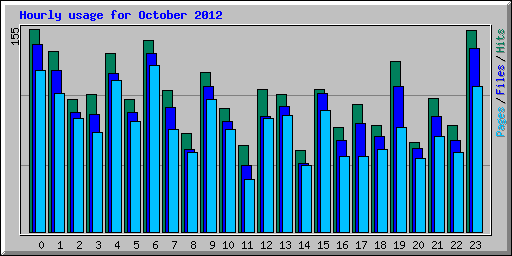 Hourly usage for October 2012
155
Pages / Files / Hits
0 1 2 3 4 5 6 7 8 9 10 11 12 13 14 15 16 17 18 19 20 21 22 23